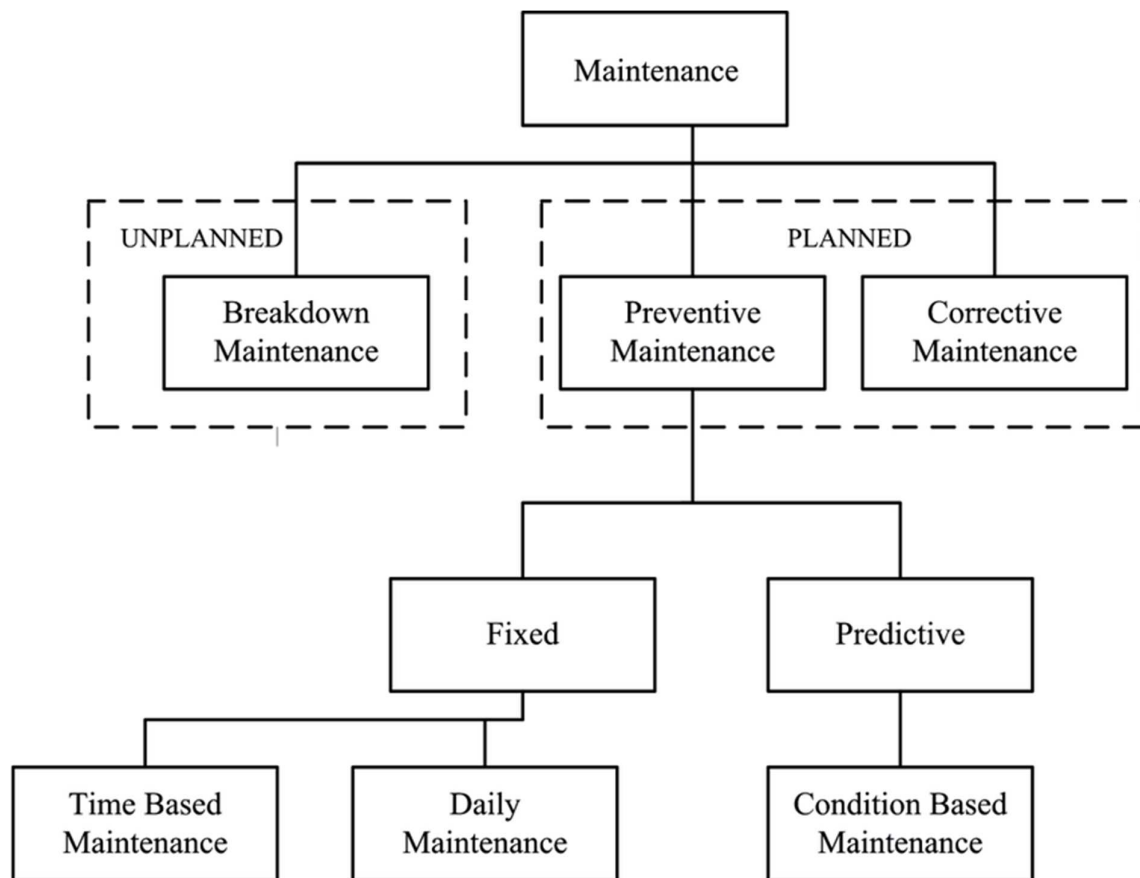 Maintenance
UNPLANNED
PLANNED
Breakdown
Maintenance
Preventive
Maintenance
Corrective
Maintenance
Fixed
Predictive
Time Based
Maintenance
Daily
Maintenance
Condition Based
Maintenance